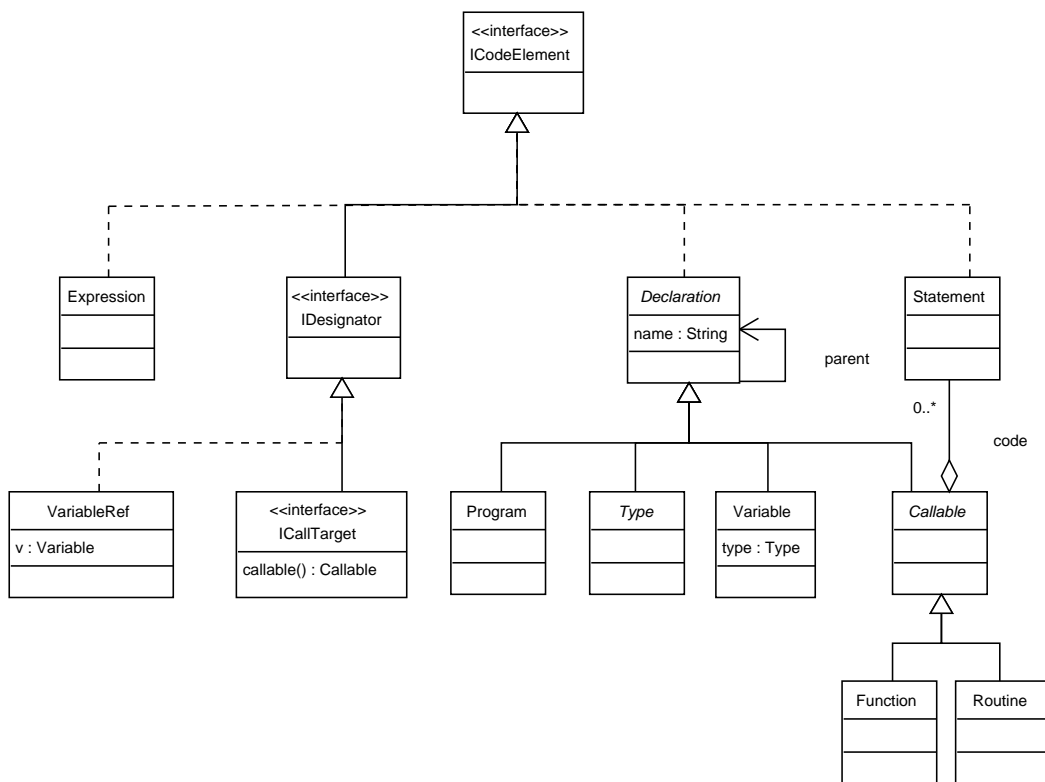 <<interface>>
ICodeElement
Expression
<<interface>>
IDesignator
Declaration
name : String
parent
Statement
0..*
code
VariableRef
v : Variable
<<interface>>
ICallTarget
callable() : Callable
Program
Type
Variable
type : Type
Callable
Function
Routine